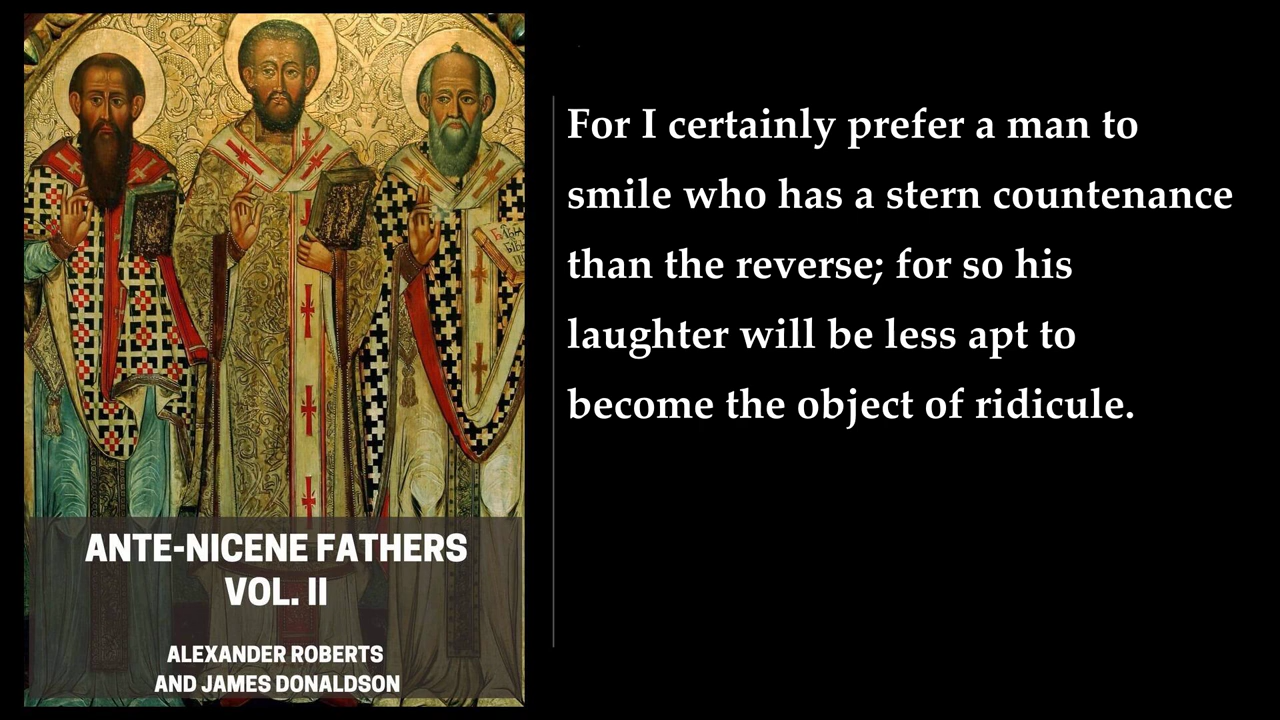 For I certainly prefer a man to
smile who has a stern countenance
than the reverse; for so his
laughter will be less apt to
become the object of ridicule.
ANTE-NICENE FATHERS
VOL. II
ALEXANDER ROBERTS
AND JAMES DONALDSON